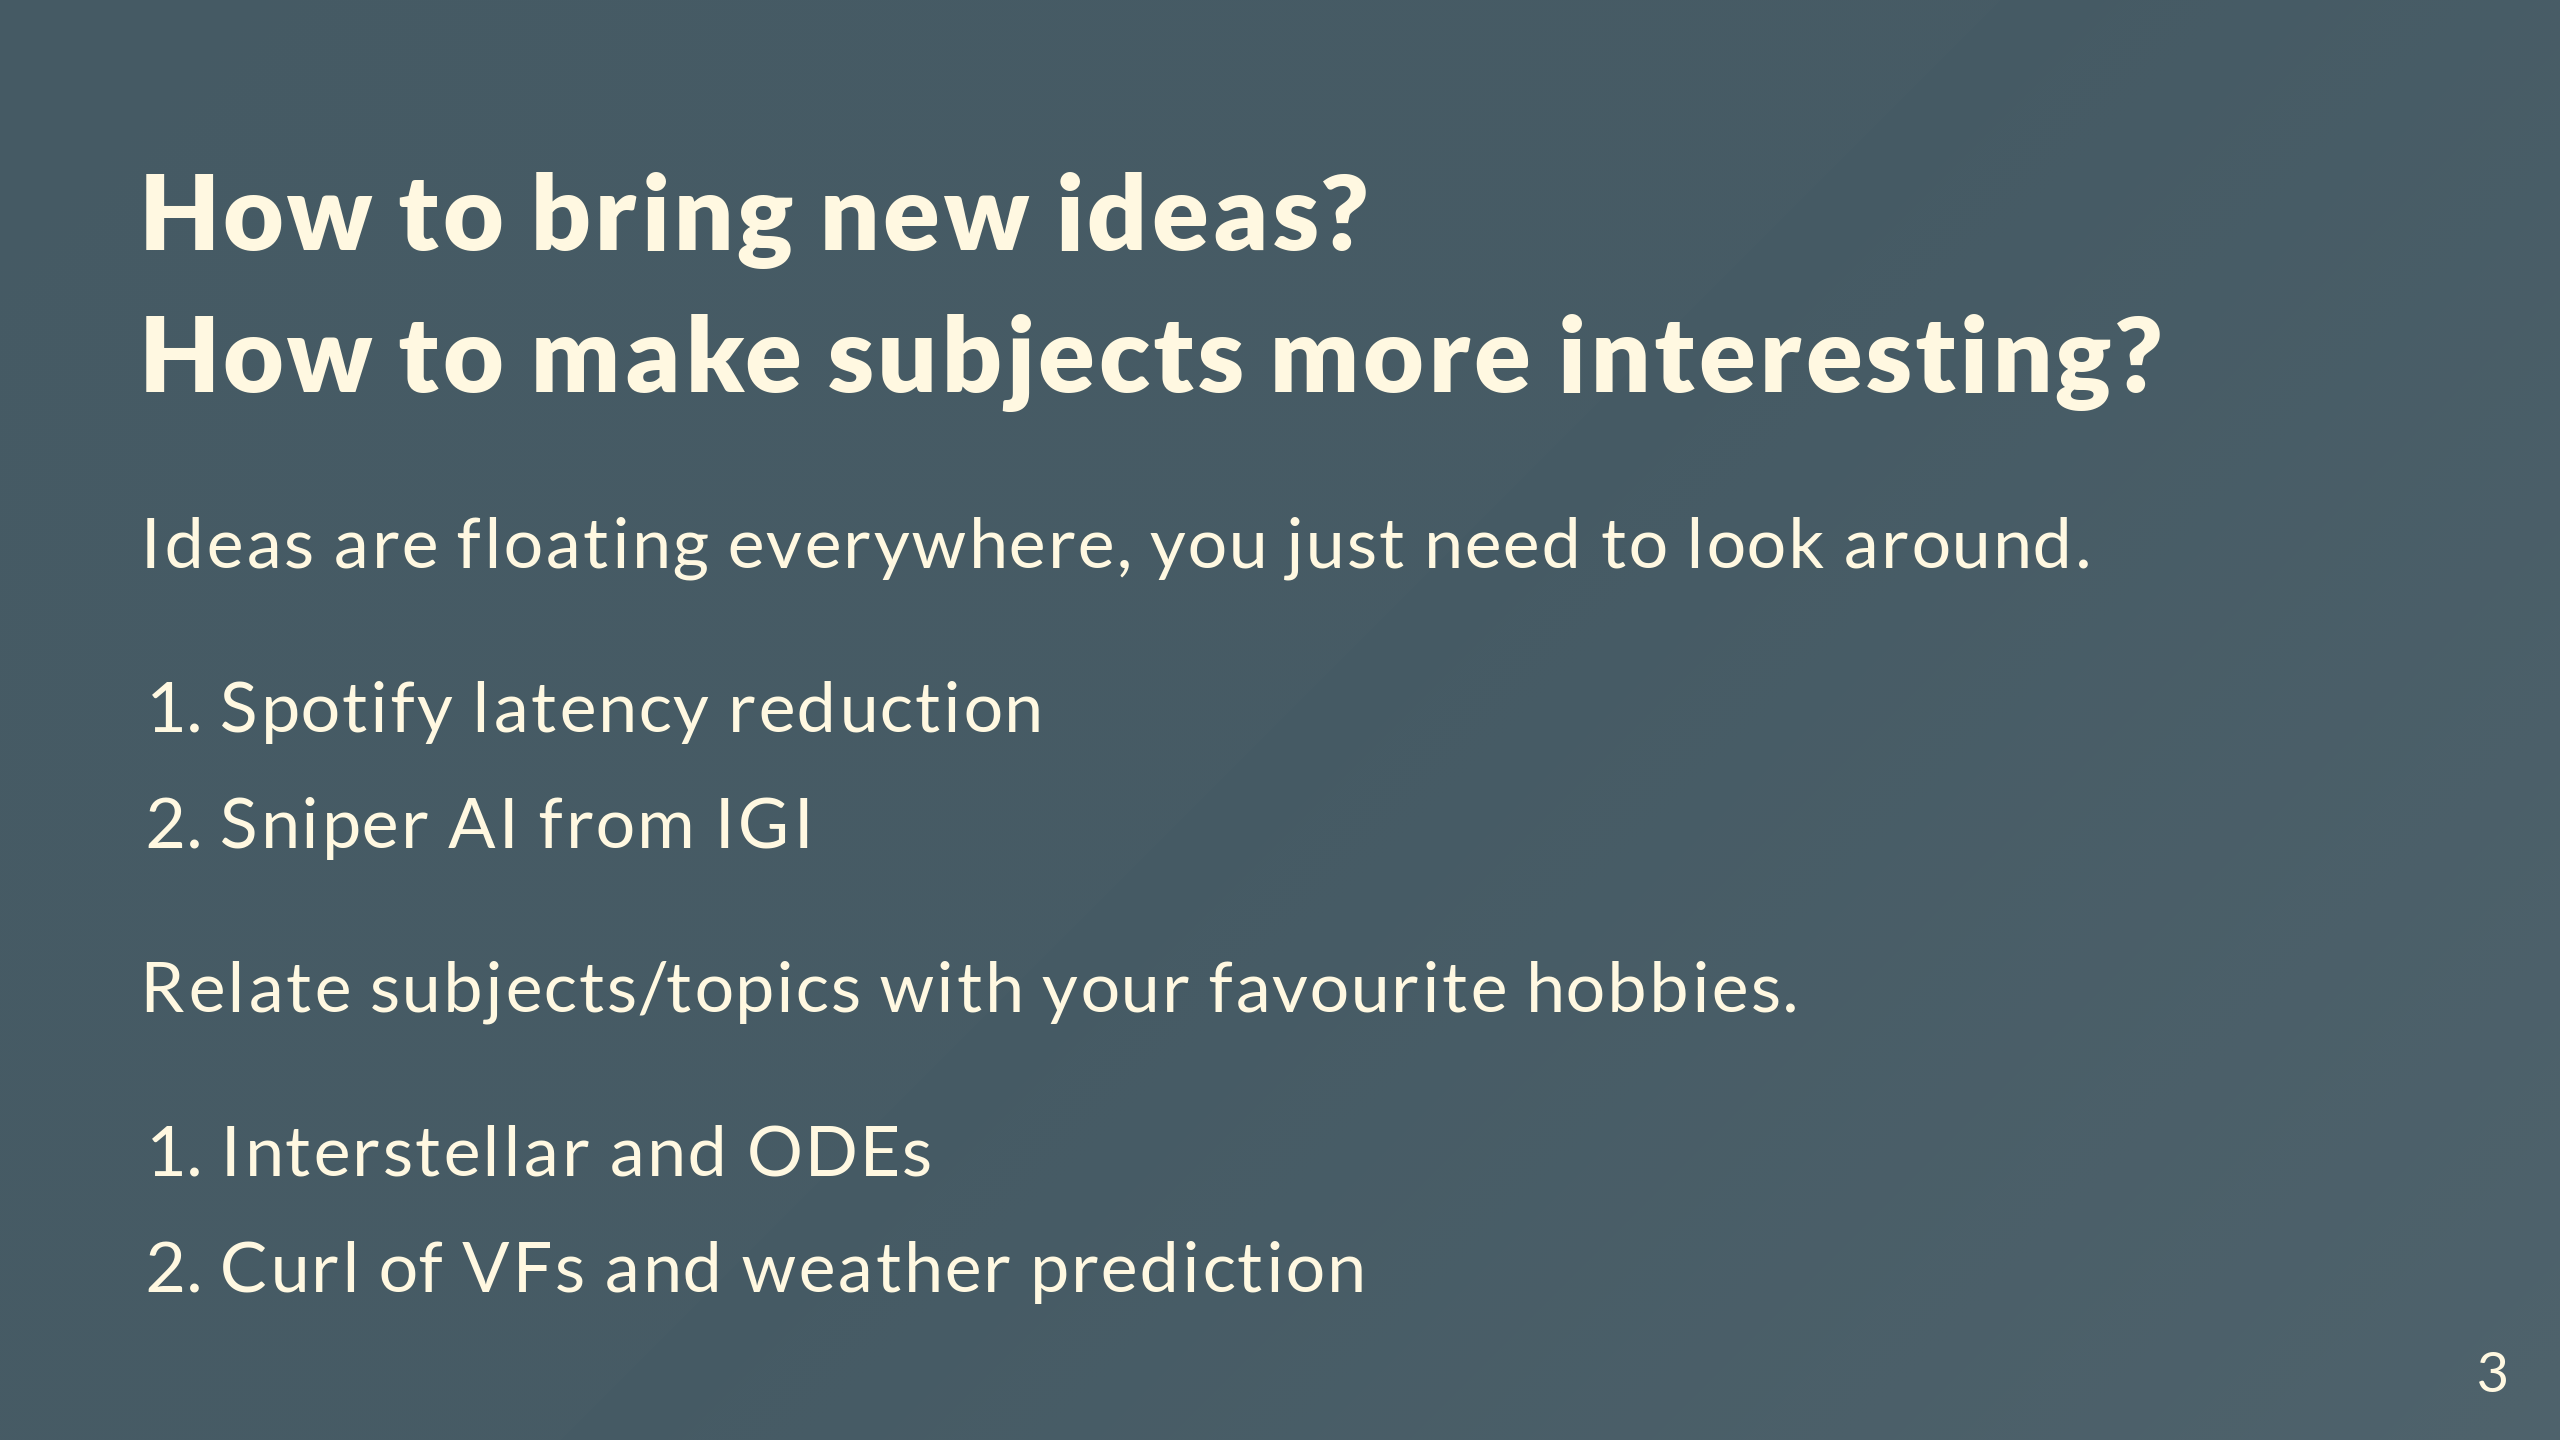 How to bring new ideas?
How to make subjects more interesting?
Ideas are floating everywhere, you just need to look around.
1. Spotify latency reduction
2. Sniper AI from IGI
Relate subjects/topics with your favourite hobbies.
1. Interstellar and ODEs
2. Curl of VFs and weather prediction
3